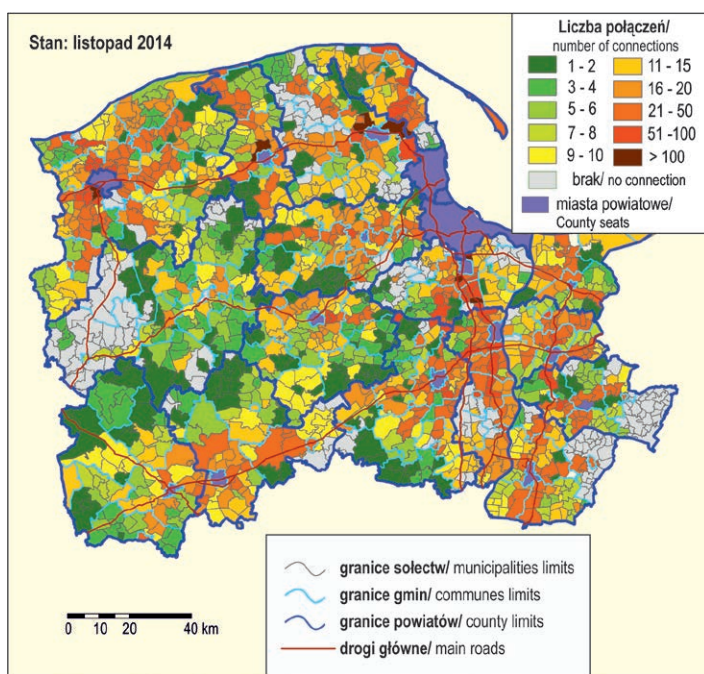 Stan: listopad 2014
Liczba połączeń/
number of connections
1 - 2
3 - 4
5 - 6
7 - 8
9 - 10
11 - 15
16 - 20
21 - 50
51 -100
> 100
brak/ no connection
miasta powiatowe/
County seats
granice sołectw/ municipalities limits
granice gmin/ communes limits
granice powiatów/ county limits
drogi główne/ main roads
0 10 20 40 km